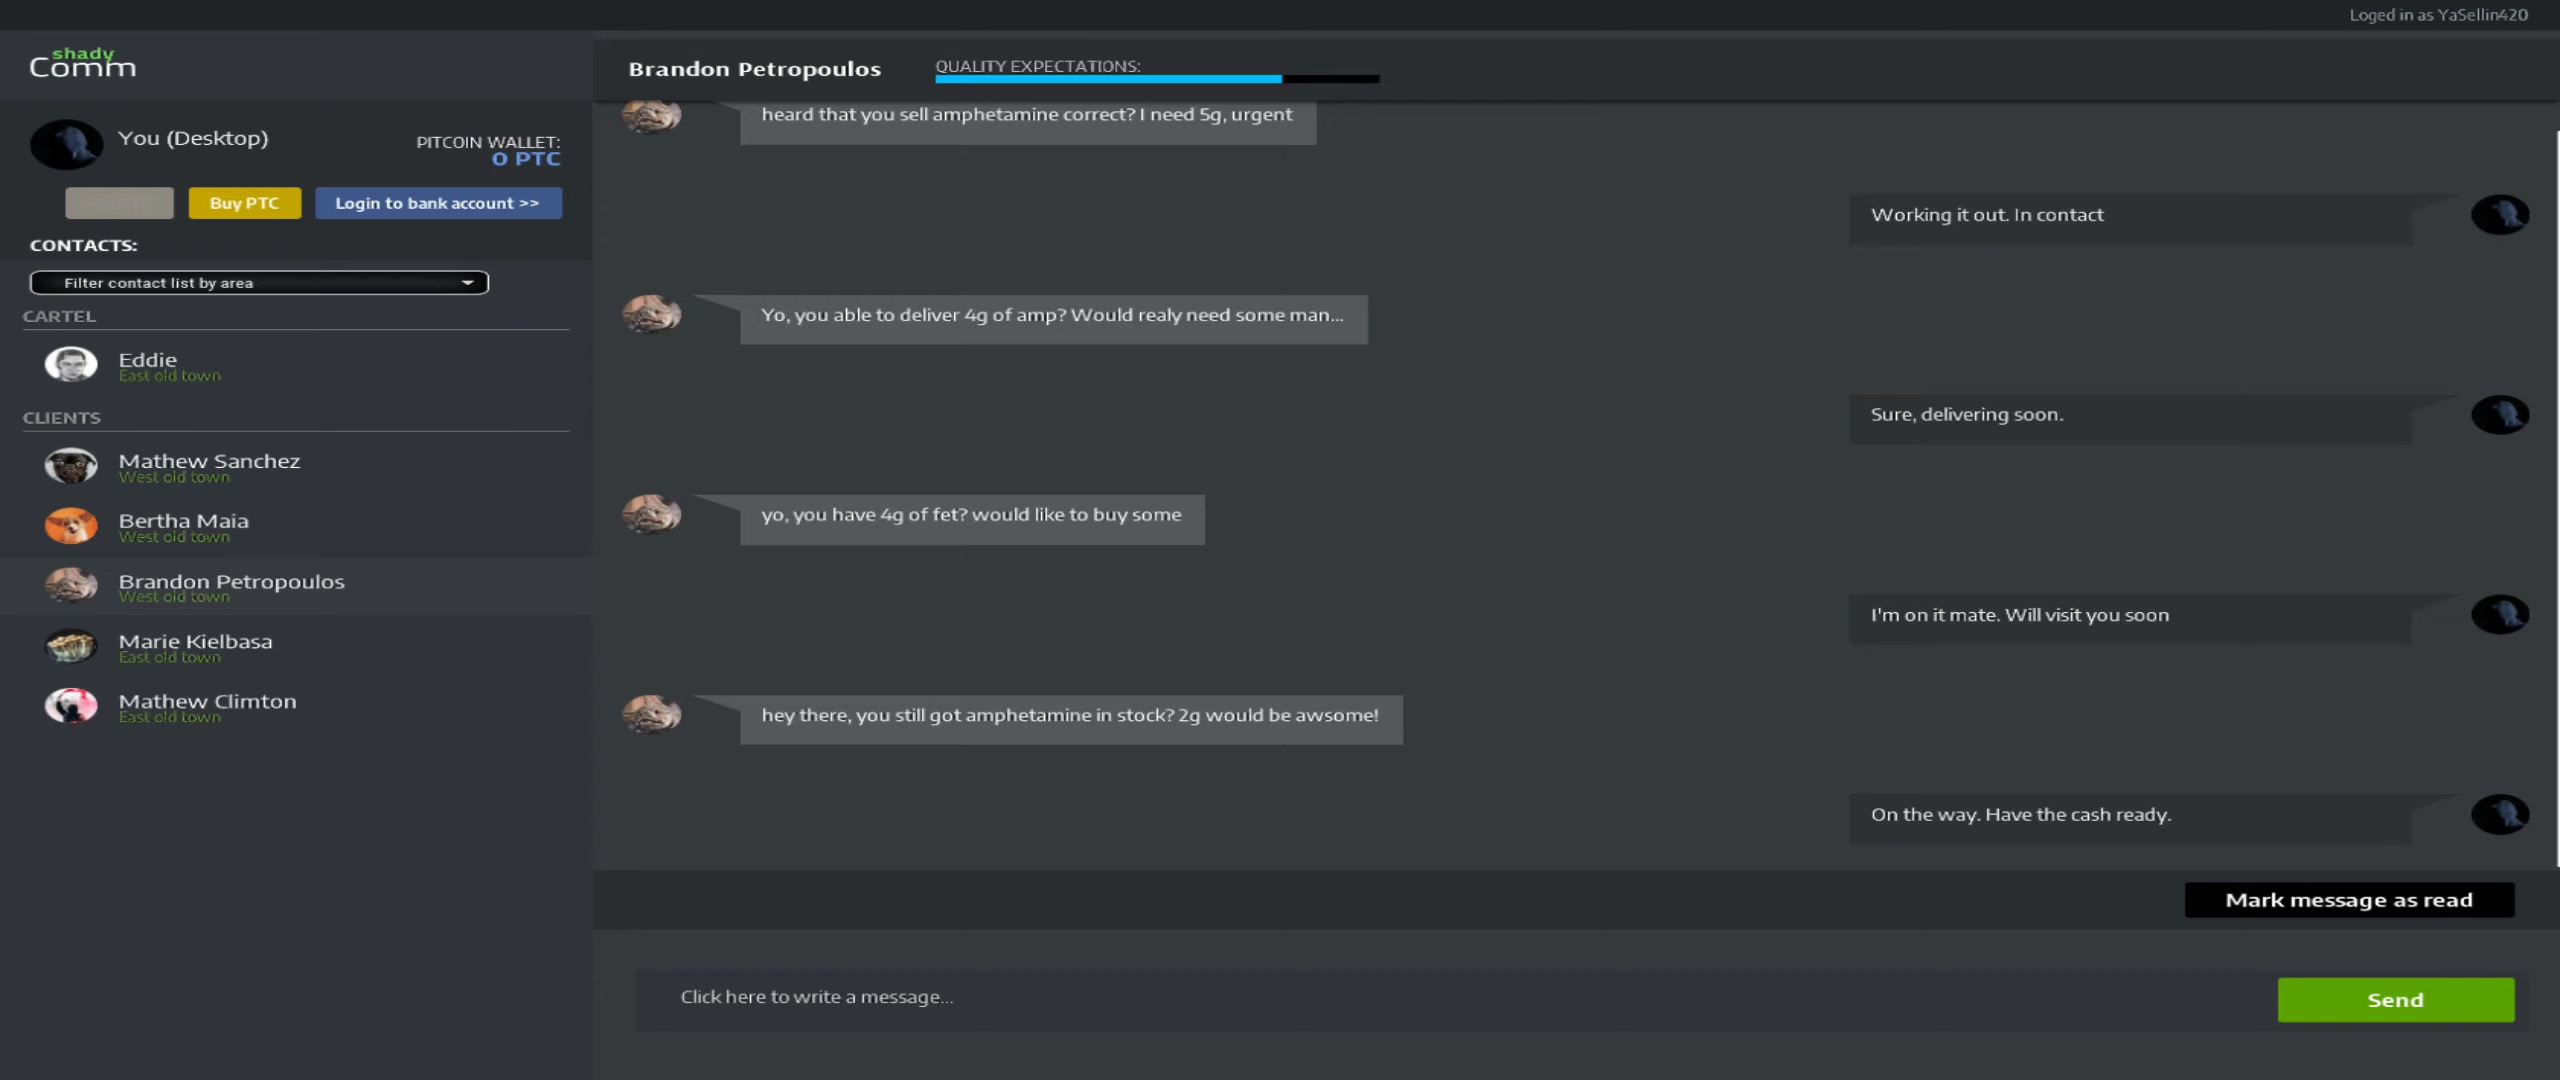 Loged in as YaSellin420
shady
Comm
You (Desktop)
PITCOIN WALLET:
0 PTC
Buy PTC
Login to bank account >>
CONTACTS:
Filter contact list by area
CARTEL
Eddie
East old town
CLIENTS
Mathew Sanchez
West old town
Bertha Maia
West old town
Brandon Petropoulos
West old town
Marie Kielbasa
East old town
Mathew Climton
East old town
Brandon Petropoulos
QUALITY EXPECTATIONS:
heard that you sell amphetamine correct? I need 5g, urgent
Working it out. In contact
Yo, you able to deliver 4g of amp? Would realy need some man...
Sure, delivering soon.
yo, you have 4g of fet? would like to buy some
I'm on it mate. Will visit you soon
hey there, you still got amphetamine in stock? 2g would be awsome!
On the way. Have the cash ready.
Mark message as read
Click here to write a message...
Send